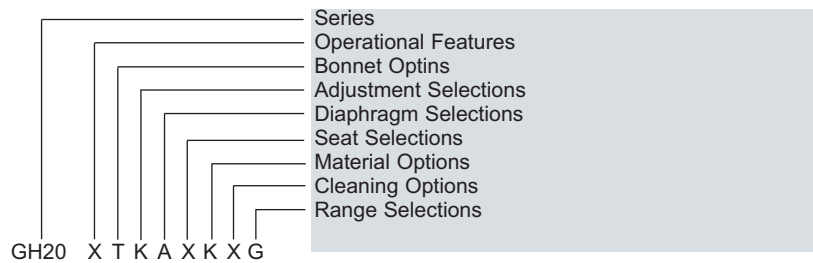 Series
Operational Features
Bonnet Optins
Adjustment Selections
Diaphragm Selections
Seat Selections
Material Options
Cleaning Options
Range Selections
GH20 X T K A X K X G